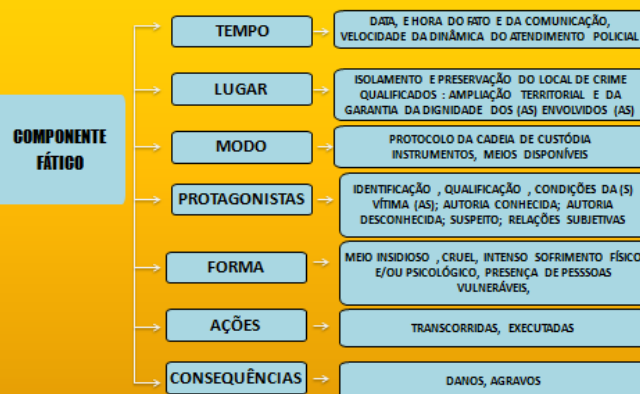 COMPONENTE
FÁTICO
TEMPO
DATA, E HORA DO FATO E DA COMUNICAÇÃO,
VELOCIDADE DA DINÂMICA DO ATENDIMENTO POLICIAL
LUGAR
ISOLAMENTO E PRESERVAÇÃO DO LOCAL DE CRIME
QUALIFICADOS : AMPLIAÇÃO TERRITORIAL E DA
GARANTIA DA DIGNIDADE DOS (AS) ENVOLVIDOS (AS)
MODO
PROTOCOLO DA CADEIA DE CUSTÓDIA
INSTRUMENTOS, MEIOS DISPONÍVEIS
PROTAGONISTAS
IDENTIFICAÇÃO , QUALIFICAÇÃO , CONDIÇÕES DA (S)
VÍTIMA (AS); AUTORIA CONHECIDA; AUTORIA
DESCONHECIDA; SUSPEITO; RELAÇÕES SUBJETIVAS
FORMA
MEIO INSIDIOSO , CRUEL, INTENSO SOFRIMENTO FÍSICO
E/OU PSICOLÓGICO, PRESENÇA DE PESSSOAS
VULNERÁVEIS,
AÇÕES
TRANSCORRIDAS, EXECUTADAS
CONSEQUÊNCIAS
DANOS, AGRAVOS